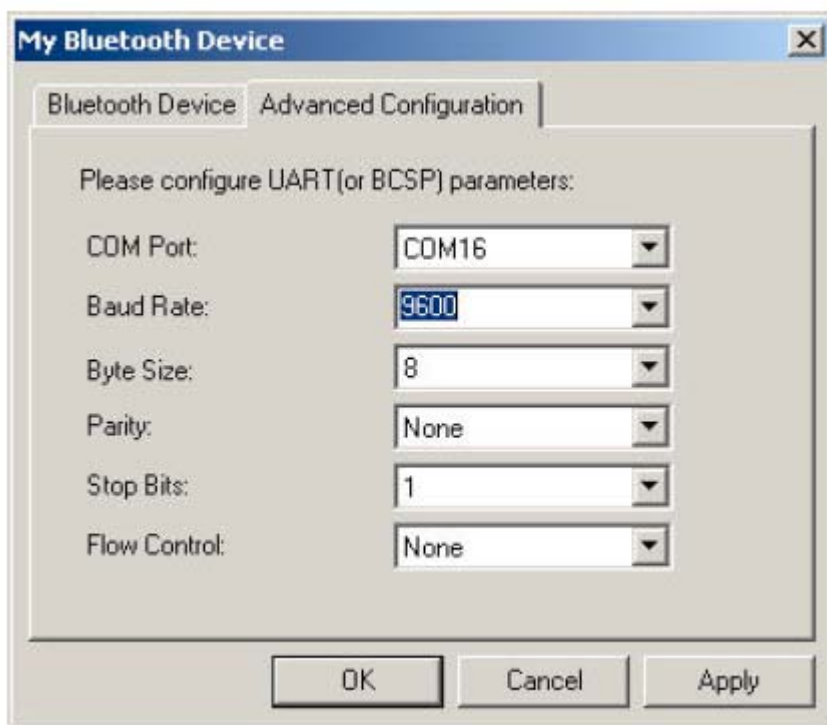 My Bluetooth Device
Bluetooth Device Advanced Configuration
Please configure UART(or BCSP) parameters:
COM Port: COM16
Baud Rate: 9600
Byte Size: 8
Parity: None
Stop Bits: 1
Flow Control: None
OK Cancel Apply